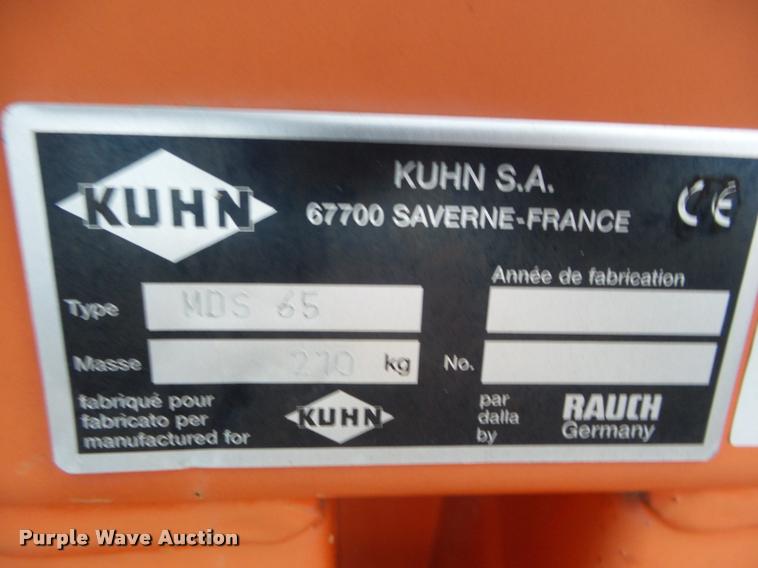 KUHN
KUHN S.A.
67700 SAVERNE-FRANCE
CE
Type MDS 65
Année de fabrication
Masse 270 kg No.
fabriqué pour
fabricato per
manufactured for
KUHN
par
dalla
by
RAUCH
Germany
Purple Wave Auction